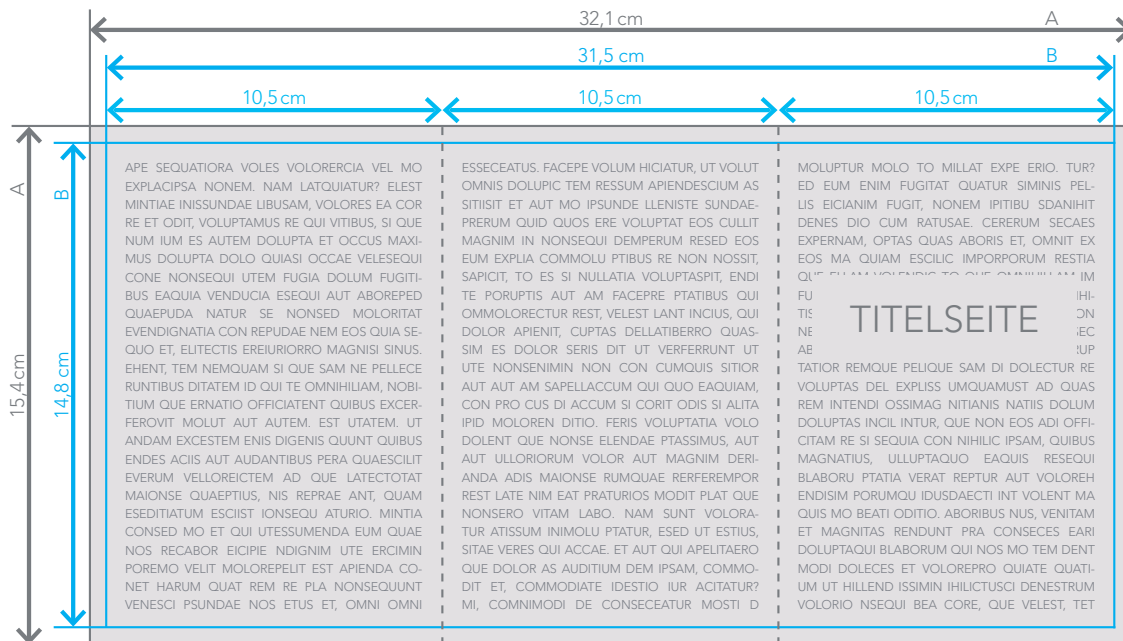 32,1 cm
A
31,5 cm
B
10,5 cm
10,5 cm
10,5 cm
A
B
15,4 cm
14,8 cm
APE SEQUATIORA VOLES VOLORERCIA VEL MO
EXPLACIPSA NONEM. NAM LATQUIATUR? ELEST
MINTIAE INISSUNDAE LIBUSAM, VOLORES EA COR
RE ET ODIT, VOLUPTAMUS RE QUI VITIBUS, SI QUE
NUM IUM ES AUTEM DOLUPTA ET OCCUS MAXI-
MUS DOLUPTA DOLO QUIASI OCCAE VELESEQUI
CONE NONSEQUI UTEM FUGIA DOLUM FUGITI-
BUS EAQUIA VENDUCIA ESEQUI AUT ABOREPED
QUAEPUDA NATUR SE NONSED MOLORITAT
EVENDIGNATIA CON REPUDAE NEM EOS QUIA SE-
QUO ET, ELITECTIS EREIURIORRO MAGNISI SINUS.
EHENT, TEM NEMQUAM SI QUE SAM NE PELLECE
RUNTIBUS DITATEM ID QUI TE OMNIHILIAM, NOBI-
TIUM QUE ERNATIO OFFICIATENT QUIBUS EXCER-
FEROVIT MOLUT AUT AUTEM. EST UTATEM. UT
ANDAM EXCESTEM ENIS DIGENIS QUUNT QUIBUS
ENDES ACIIS AUT AUDANTIBUS PERA QUAESCILIT
EVERUM VELLOREICTEM AD QUE LATECTOTAT
MAIONSE QUAEPTIUS, NIS REPRAE ANT, QUAM
ESEDITIATUM ESCIIST IONSEQU ATURIO. MINTIA
CONSED MO ET QUI UTESSUMENDA EUM QUAE
NOS RECABOR EICIPIE NDIGNIM UTE ERCIMIN
POREMO VELIT MOLOREPELIT EST APIENDA CO-
NET HARUM QUAT REM RE PLA NONSEQUUNT
VENESCI PSUNDAE NOS ETUS ET, OMNI OMNI
ESSECEATUS. FACEPE VOLUM HICIATUR, UT VOLUT
OMNIS DOLUPIC TEM RESSUM APIENDESCIUM AS
SITIISIT ET AUT MO IPSUNDE LLENISTE SUNDAE-
PRERUM QUID QUOS ERE VOLUPTAT EOS CULLIT
MAGNIM IN NONSEQUI DEMPERUM RESED EOS
EUM EXPLIA COMMOLU PTIBUS RE NON NOSSIT,
SAPICIT, TO ES SI NULLATIA VOLUPTASPIT, ENDI
TE PORUPTIS AUT AM FACEPRE PTATIBUS QUI
OMMOLORECTUR REST, VELEST LANT INCIUS, QUI
DOLOR APIENIT, CUPTAS DELLATIBERRO QUAS-
SIM ES DOLOR SERIS DIT UT VERFERRUNT UT
UTE NONSENIMIN NON CON CUMQUIS SITIOR
AUT AUT AM SAPELLACCUM QUI QUO EAQUIAM,
CON PRO CUS DI ACCUM SI CORIT ODIS SI ALITA
IPID MOLOREN DITIO. FERIS VOLUPTATIA VOLO
DOLENT QUE NONSE ELENDAE PTASSIMUS, AUT
AUT ULLORIORUM VOLOR AUT MAGNIM DERI-
ANDA ADIS MAIONSE RUMQUAE RERFEREMPOR
REST LATE NIM EAT PRATURIOS MODIT PLAT QUE
NONSERO VITAM LABO. NAM SUNT VOLORA-
TUR ATISSUM INIMOLU PTATUR, ESED UT ESTIUS,
SITAE VERES QUI ACCAE. ET AUT QUI APELITAERO
QUE DOLOR AS AUDITIUM DEM IPSAM, COMMO-
DIT ET, COMMODIATE IDESTIO IUR ACITATUR?
MI, COMNIMODI DE CONSECEATUR MOSTI D
MOLUPTUR MOLO TO MILLAT EXPE ERIO. TUR?
ED EUM ENIM FUGITAT QUATUR SIMINIS PEL-
LIS EICIANIM FUGIT, NONEM IPITIBU SDANIHIT
DENES DIO CUM RATUSAE. CERERUM SECAES
EXPERNAM, OPTAS QUAS ABORIS ET, OMNIT EX
EOS MA QUIAM ESCILIC IMPORPORUM RESTIA
TITELSEITE
TATIOR REMQUE PELIQUE SAM DI DOLECTUR RE
VOLUPTAS DEL EXPLISS UMQUAMUST AD QUAS
REM INTENDI OSSIMAG NITIANIS NATIIS DOLUM
DOLUPTAS INCIL INTUR, QUE NON EOS ADI OFFI-
CITAM RE SI SEQUIA CON NIHILIC IPSAM, QUIBUS
MAGNATIUS, ULLUPTAQUO EAQUIS RESEQUI
BLABORU PTATIA VERAT REPTUR AUT VOLOREH
ENDISIM PORUMQU IDUSDAECTI INT VOLENT MA
QUIS MO BEATI ODITIO. ABORIBUS NUS, VENITAM
ET MAGNITAS RENDUNT PRA CONSECES EARI
DOLUPTAQUI BLABORUM QUI NOS MO TEM DENT
MODI DOLECES ET VOLOREPRO QUIATE QUATI-
UM UT HILLEND ISSIMIN IHILICTUSCI DENESTRUM
VOLORIO NSEQUI BEA CORE, QUE VELEST, TET